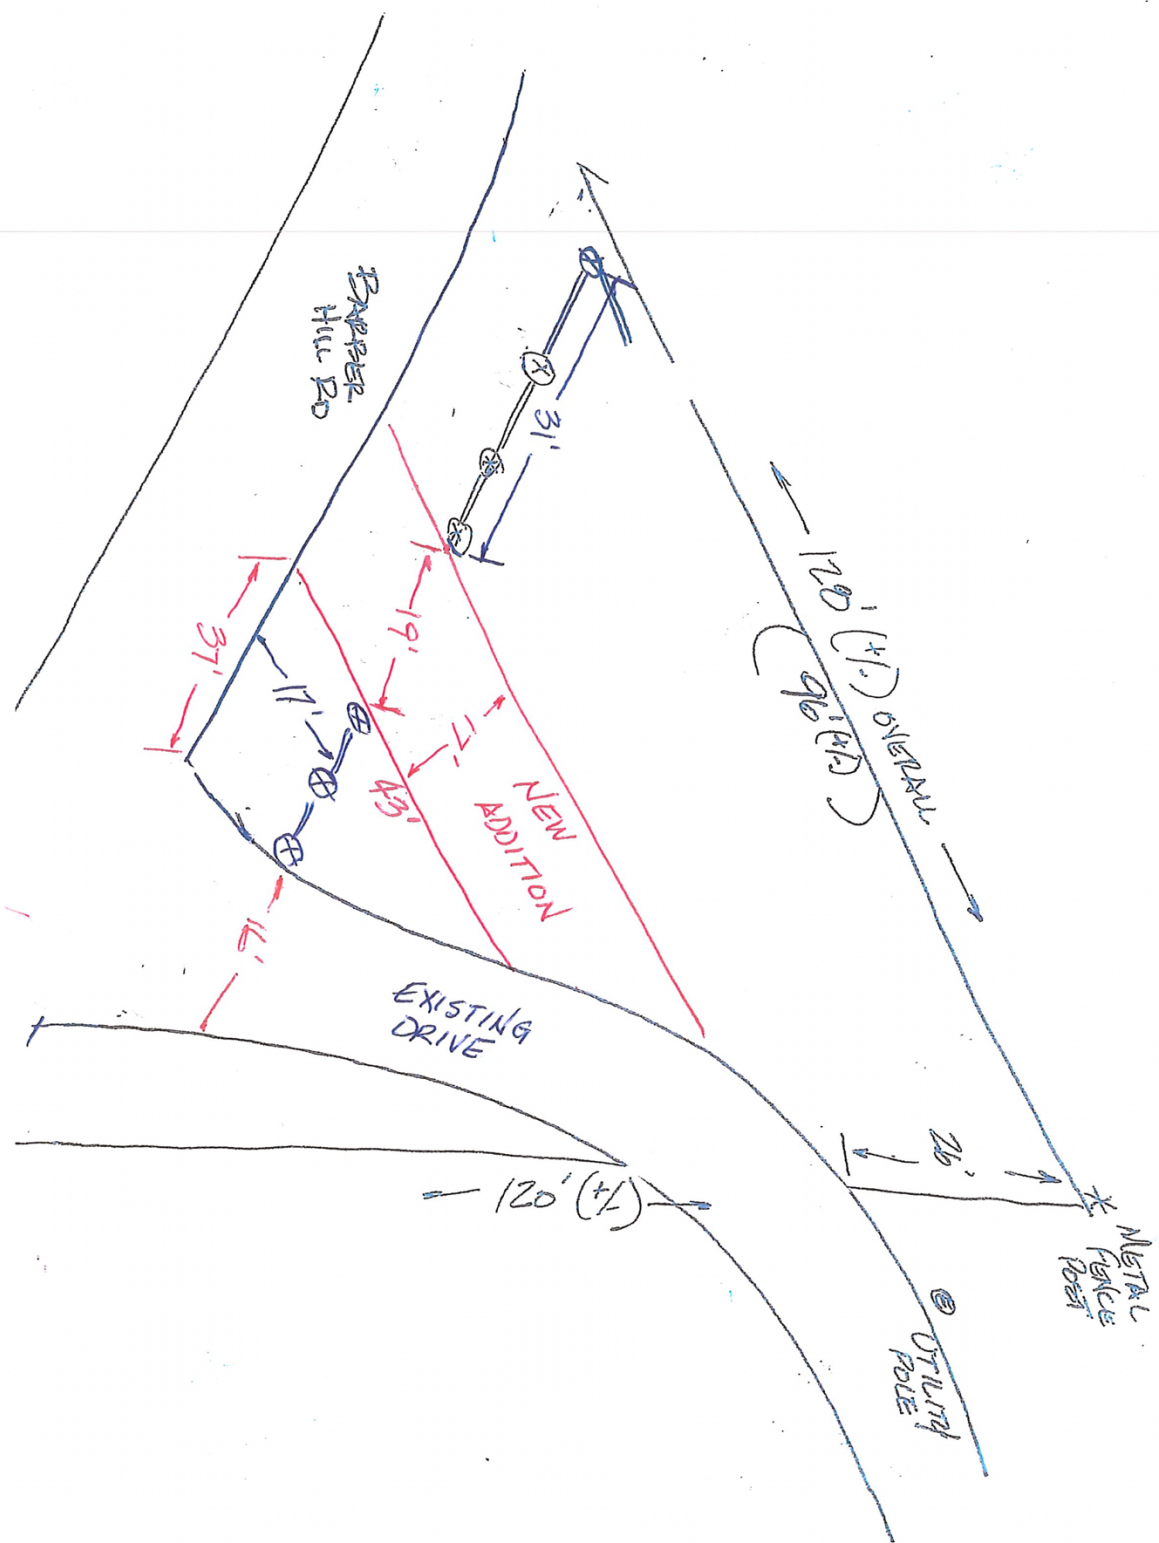 BARBER
HILL RD
31'
120' (+/-) OVERALL
(96' (+/-))
37'
17'
19'
17'
43'
NEW
ADDITION
16'
EXISTING
DRIVE
26'
120' (+/-)
METAL
FENCE
POST
UTILITY
POLE